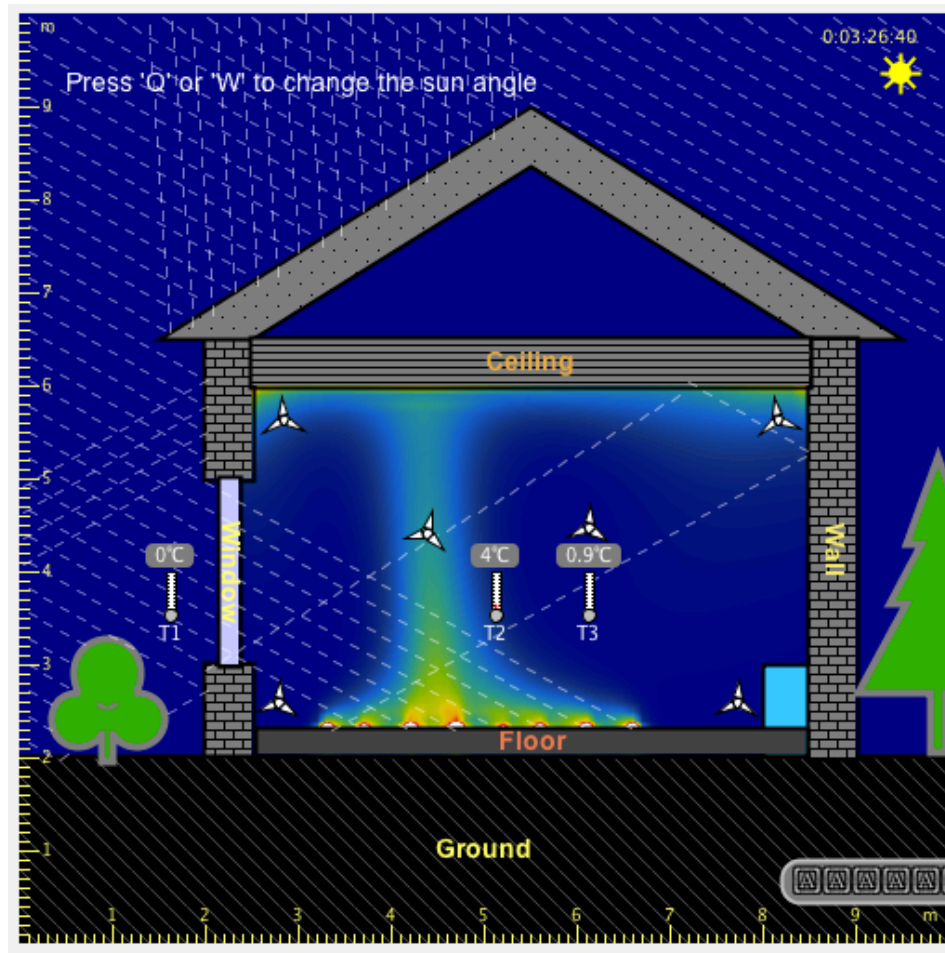 m
0:03:26:40
Press 'Q' or 'W' to change the sun angle
9
8
7
Ceiling
6
5
Window
Wall
0°C
4°C
0.9°C
4
T1
T2
T3
3
Floor
2
Ground
1
1 2 3 4 5 6 7 8 9 m